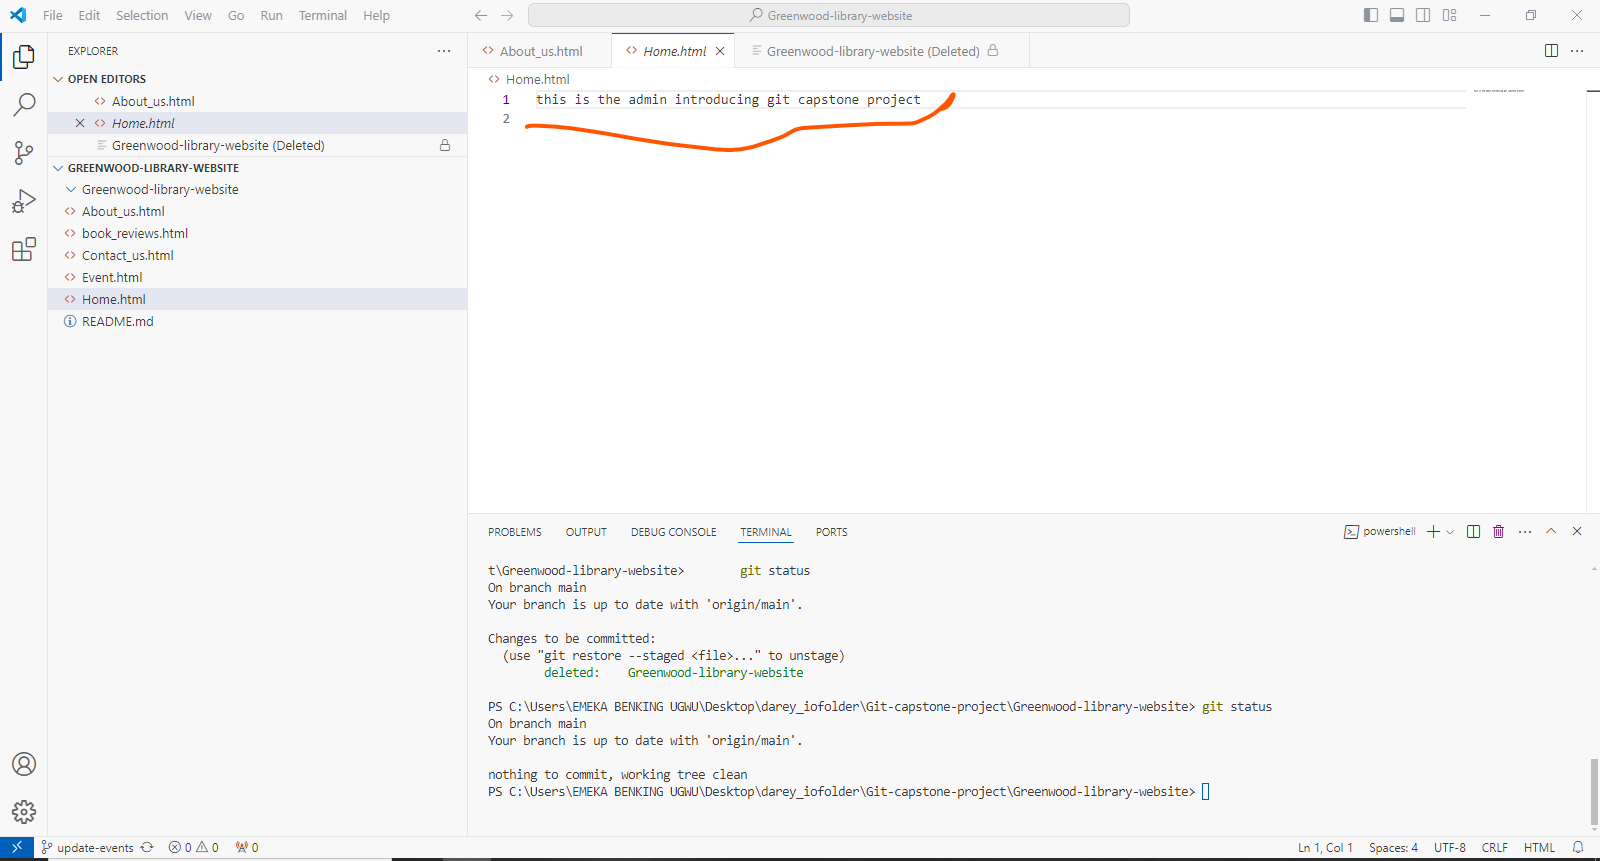 File Edit Selection View Go Run Terminal Help
Greenwood-library-website
EXPLORER
OPEN EDITORS
About_us.html
Home.html
Greenwood-library-website (Deleted)
GREENWOOD-LIBRARY-WEBSITE
Greenwood-library-website
About_us.html
book_reviews.html
Contact_us.html
Event.html
Home.html
README.md
About_us.html Home.html Greenwood-library-website (Deleted)
Home.html
1 this is the admin introducing git capstone project
2
PROBLEMS OUTPUT DEBUG CONSOLE TERMINAL PORTS powershell
t\Greenwood-library-website> git status
On branch main
Your branch is up to date with 'origin/main'.
Changes to be committed:
(use "git restore --staged <file>..." to unstage)
deleted: Greenwood-library-website
PS C:\Users\EMEKA BENKING UGWU\Desktop\darey_iofolder\Git-capstone-project\Greenwood-library-website> git status
On branch main
Your branch is up to date with 'origin/main'.
nothing to commit, working tree clean
PS C:\Users\EMEKA BENKING UGWU\Desktop\darey_iofolder\Git-capstone-project\Greenwood-library-website>
update-events 0 0 0 Ln 1, Col 1 Spaces: 4 UTF-8 CRLF HTML